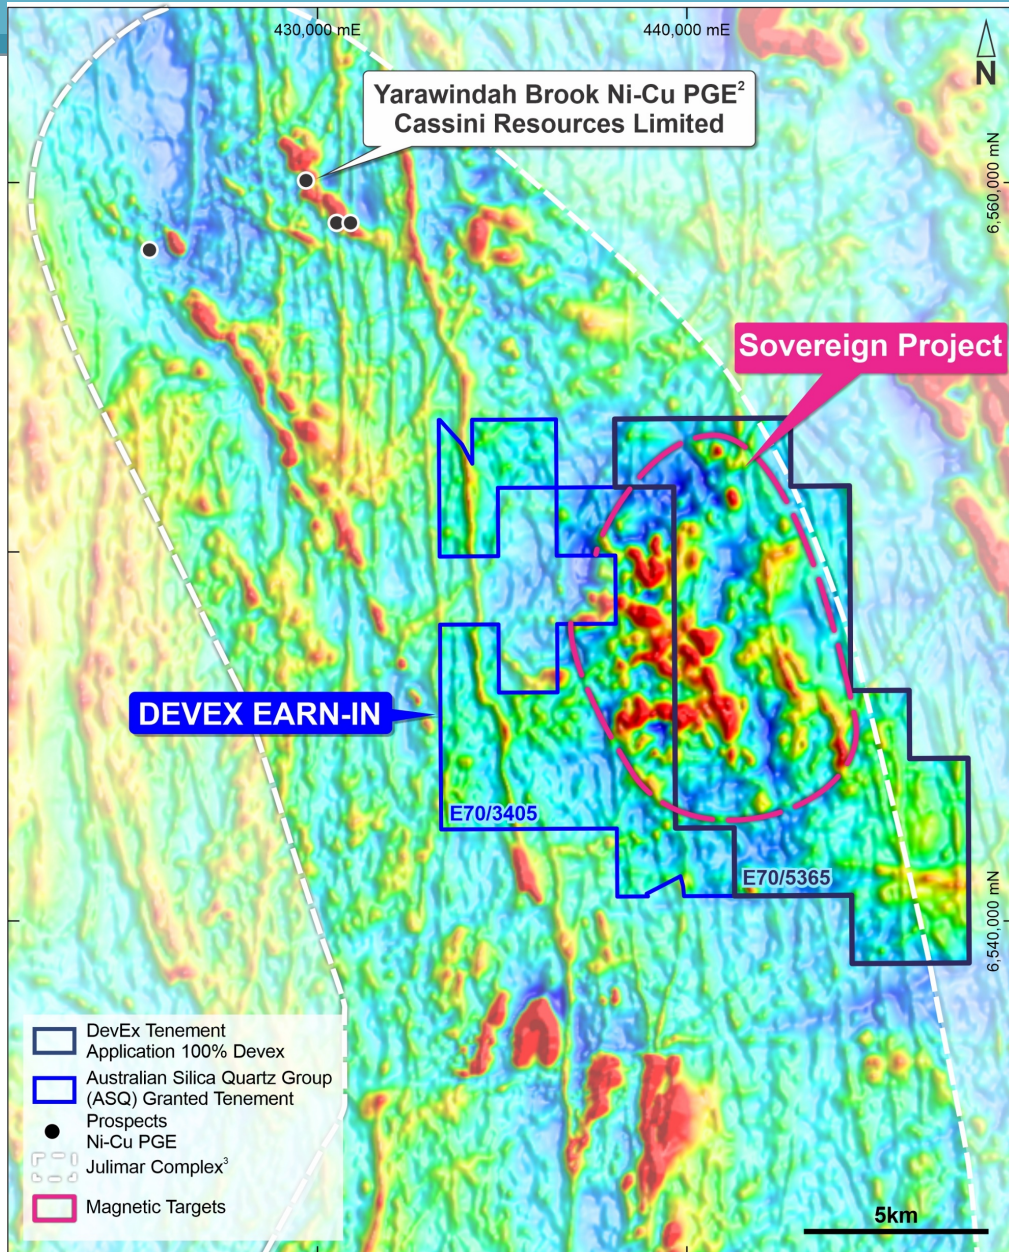 430,000 mE
440,000 mE
N
Yarawindah Brook Ni-Cu PGE²
Cassini Resources Limited
6,560,000 mN
Sovereign Project
DEVEX EARN-IN
E70/3405
E70/5365
6,540,000 mN
DevEx Tenement
Application 100% Devex
Australian Silica Quartz Group
(ASQ) Granted Tenement
Prospects
Ni-Cu PGE
Julimar Complex³
Magnetic Targets
5km